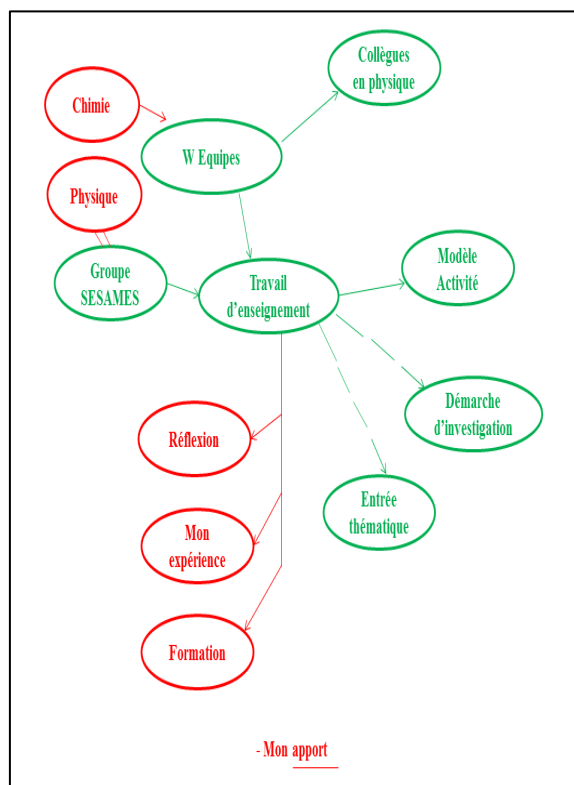 Collègues
en physique
Chimie
W Equipes
Physique
Groupe
SESAMES
Travail
d'enseignement
Modèle
Activité
Démarche
d'investigation
Réflexion
Entrée
thématique
Mon
expérience
Formation
- Mon apport